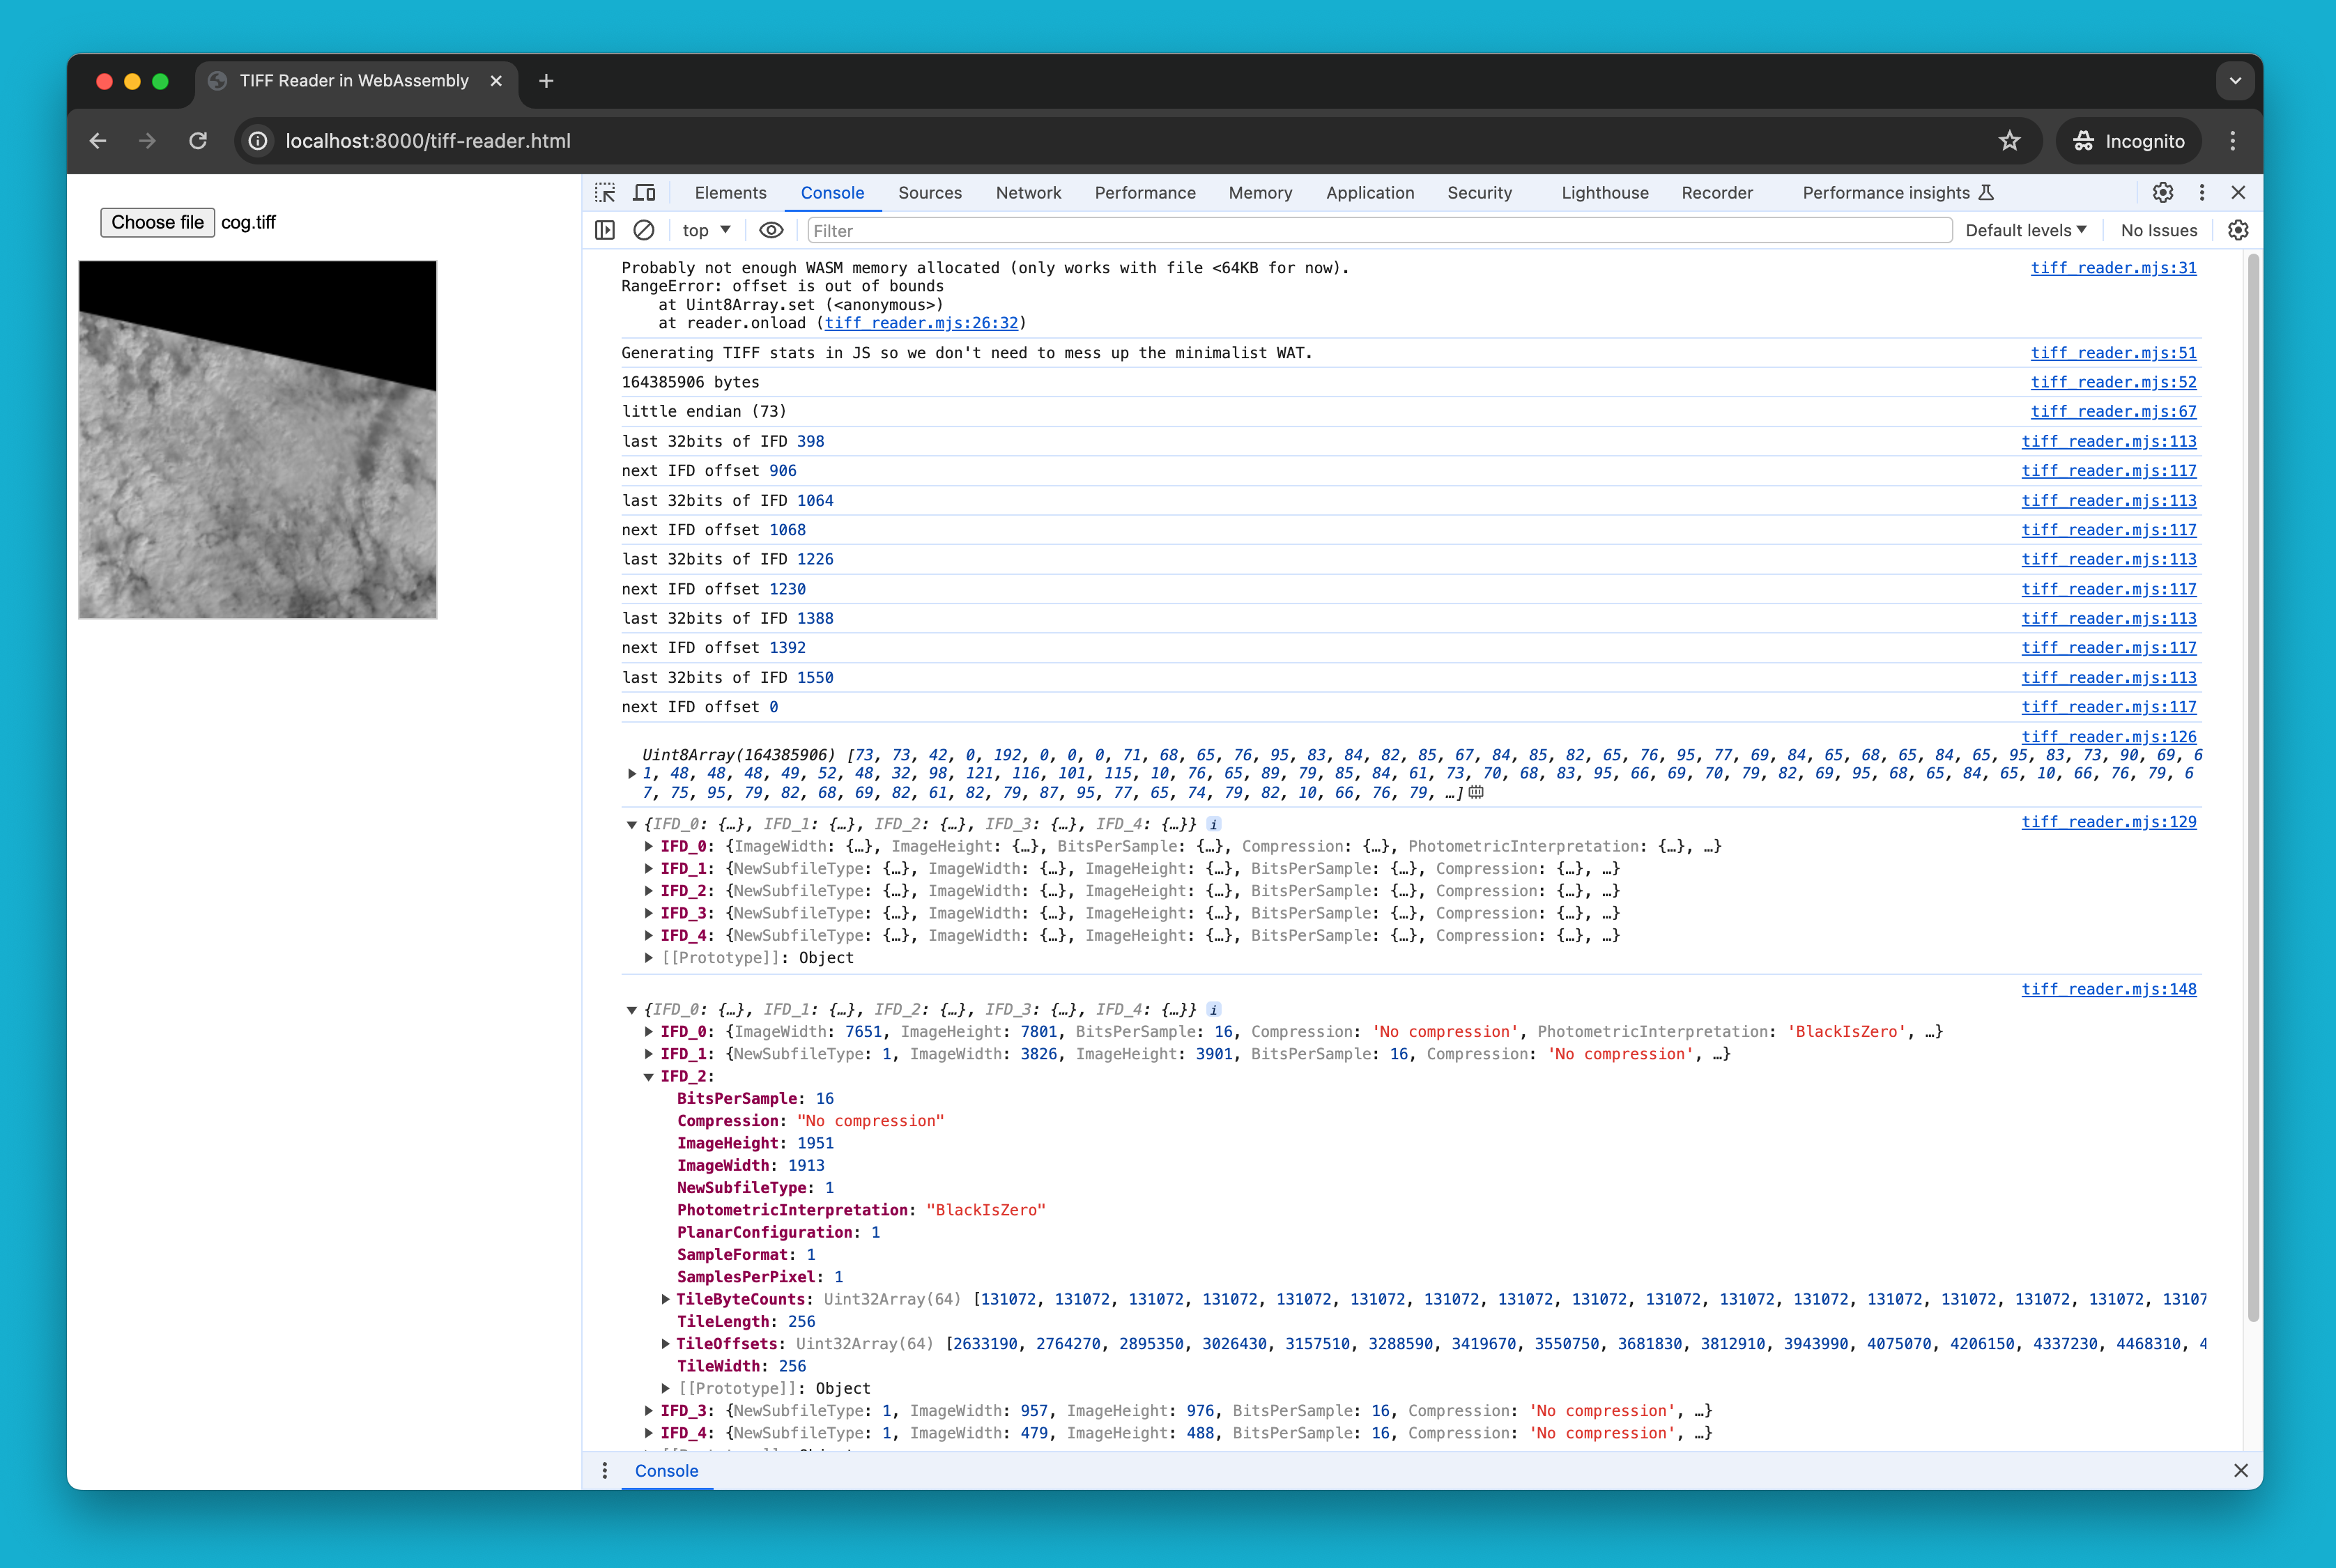 TIFF Reader in WebAssembly
localhost:8000/tiff-reader.html
Incognito
Choose file cog.tiff
Elements Console Sources Network Performance Memory Application Security Lighthouse Recorder Performance insights
top Filter Default levels No Issues
Probably not enough WASM memory allocated (only works with file <64KB for now). tiff_reader.mjs:31
RangeError: offset is out of bounds
at Uint8Array.set (<anonymous>)
at reader.onload (tiff_reader.mjs:26:32)
Generating TIFF stats in JS so we don't need to mess up the minimalist WAT. tiff_reader.mjs:51
164385906 bytes tiff_reader.mjs:52
little endian (73) tiff_reader.mjs:67
last 32bits of IFD 398 tiff_reader.mjs:113
next IFD offset 906 tiff_reader.mjs:117
last 32bits of IFD 1064 tiff_reader.mjs:113
next IFD offset 1068 tiff_reader.mjs:117
last 32bits of IFD 1226 tiff_reader.mjs:113
next IFD offset 1230 tiff_reader.mjs:117
last 32bits of IFD 1388 tiff_reader.mjs:113
next IFD offset 1392 tiff_reader.mjs:117
last 32bits of IFD 1550 tiff_reader.mjs:113
next IFD offset 0 tiff_reader.mjs:117
tiff_reader.mjs:126
Uint8Array(164385906) [73, 73, 42, 0, 192, 0, 0, 0, 71, 68, 65, 76, 95, 83, 84, 82, 85, 67, 84, 85, 82, 65, 76, 95, 77, 69, 84, 65, 68, 65, 84, 65, 95, 83, 73, 90, 69, 6
1, 48, 48, 48, 49, 52, 48, 32, 98, 121, 116, 101, 115, 10, 76, 65, 89, 79, 85, 84, 61, 73, 70, 68, 83, 95, 66, 69, 70, 79, 82, 69, 95, 68, 65, 84, 65, 10, 66, 76, 79, 6
7, 75, 95, 79, 82, 68, 69, 82, 61, 82, 79, 87, 95, 77, 65, 74, 79, 82, 10, 66, 76, 79, …]
{IFD_0: {…}, IFD_1: {…}, IFD_2: {…}, IFD_3: {…}, IFD_4: {…}} i tiff_reader.mjs:129
IFD_0: {ImageWidth: {…}, ImageHeight: {…}, BitsPerSample: {…}, Compression: {…}, PhotometricInterpretation: {…}, …}
IFD_1: {NewSubfileType: {…}, ImageWidth: {…}, ImageHeight: {…}, BitsPerSample: {…}, Compression: {…}, …}
IFD_2: {NewSubfileType: {…}, ImageWidth: {…}, ImageHeight: {…}, BitsPerSample: {…}, Compression: {…}, …}
IFD_3: {NewSubfileType: {…}, ImageWidth: {…}, ImageHeight: {…}, BitsPerSample: {…}, Compression: {…}, …}
IFD_4: {NewSubfileType: {…}, ImageWidth: {…}, ImageHeight: {…}, BitsPerSample: {…}, Compression: {…}, …}
[[Prototype]]: Object
tiff_reader.mjs:148
{IFD_0: {…}, IFD_1: {…}, IFD_2: {…}, IFD_3: {…}, IFD_4: {…}} i
IFD_0: {ImageWidth: 7651, ImageHeight: 7801, BitsPerSample: 16, Compression: 'No compression', PhotometricInterpretation: 'BlackIsZero', …}
IFD_1: {NewSubfileType: 1, ImageWidth: 3826, ImageHeight: 3901, BitsPerSample: 16, Compression: 'No compression', …}
IFD_2:
BitsPerSample: 16
Compression: "No compression"
ImageHeight: 1951
ImageWidth: 1913
NewSubfileType: 1
PhotometricInterpretation: "BlackIsZero"
PlanarConfiguration: 1
SampleFormat: 1
SamplesPerPixel: 1
TileByteCounts: Uint32Array(64) [131072, 131072, 131072, 131072, 131072, 131072, 131072, 131072, 131072, 131072, 131072, 131072, 131072, 131072, 131072, 131072, 13107
TileLength: 256
TileOffsets: Uint32Array(64) [2633190, 2764270, 2895350, 3026430, 3157510, 3288590, 3419670, 3550750, 3681830, 3812910, 3943990, 4075070, 4206150, 4337230, 4468310, 4
TileWidth: 256
[[Prototype]]: Object
IFD_3: {NewSubfileType: 1, ImageWidth: 957, ImageHeight: 976, BitsPerSample: 16, Compression: 'No compression', …}
IFD_4: {NewSubfileType: 1, ImageWidth: 479, ImageHeight: 488, BitsPerSample: 16, Compression: 'No compression', …}
Console